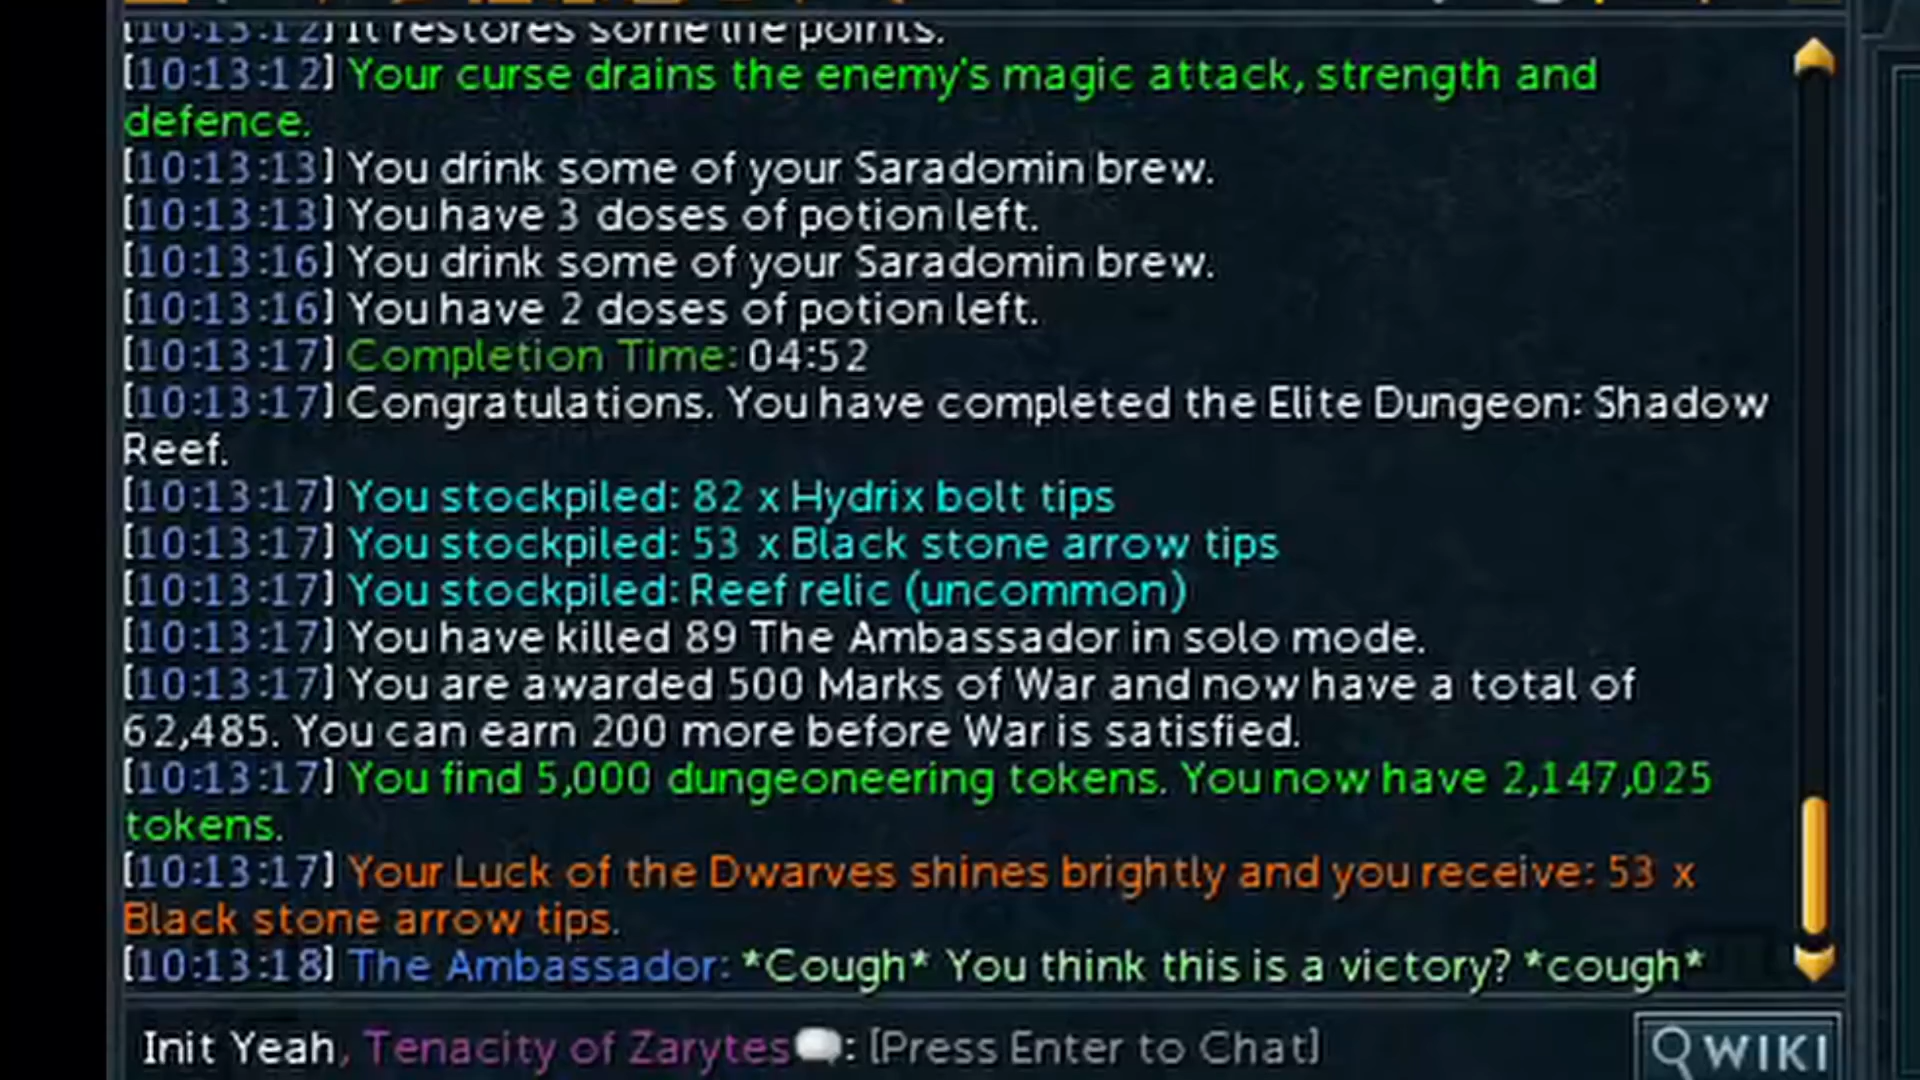 [10:13:12] It restores some life points.
[10:13:12] Your curse drains the enemy's magic attack, strength and
defence.
[10:13:13] You drink some of your Saradomin brew.
[10:13:13] You have 3 doses of potion left.
[10:13:16] You drink some of your Saradomin brew.
[10:13:16] You have 2 doses of potion left.
[10:13:17] Completion Time: 04:52
[10:13:17] Congratulations. You have completed the Elite Dungeon: Shadow
Reef.
[10:13:17] You stockpiled: 82 x Hydrix bolt tips
[10:13:17] You stockpiled: 53 x Black stone arrow tips
[10:13:17] You stockpiled: Reef relic (uncommon)
[10:13:17] You have killed 89 The Ambassador in solo mode.
[10:13:17] You are awarded 500 Marks of War and now have a total of
62,485. You can earn 200 more before War is satisfied.
[10:13:17] You find 5,000 dungeoneering tokens. You now have 2,147,025
tokens.
[10:13:17] Your Luck of the Dwarves shines brightly and you receive: 53 x
Black stone arrow tips.
[10:13:18] The Ambassador: *Cough* You think this is a victory? *cough*
Init Yeah, Tenacity of Zarytes: [Press Enter to Chat]
WIKI